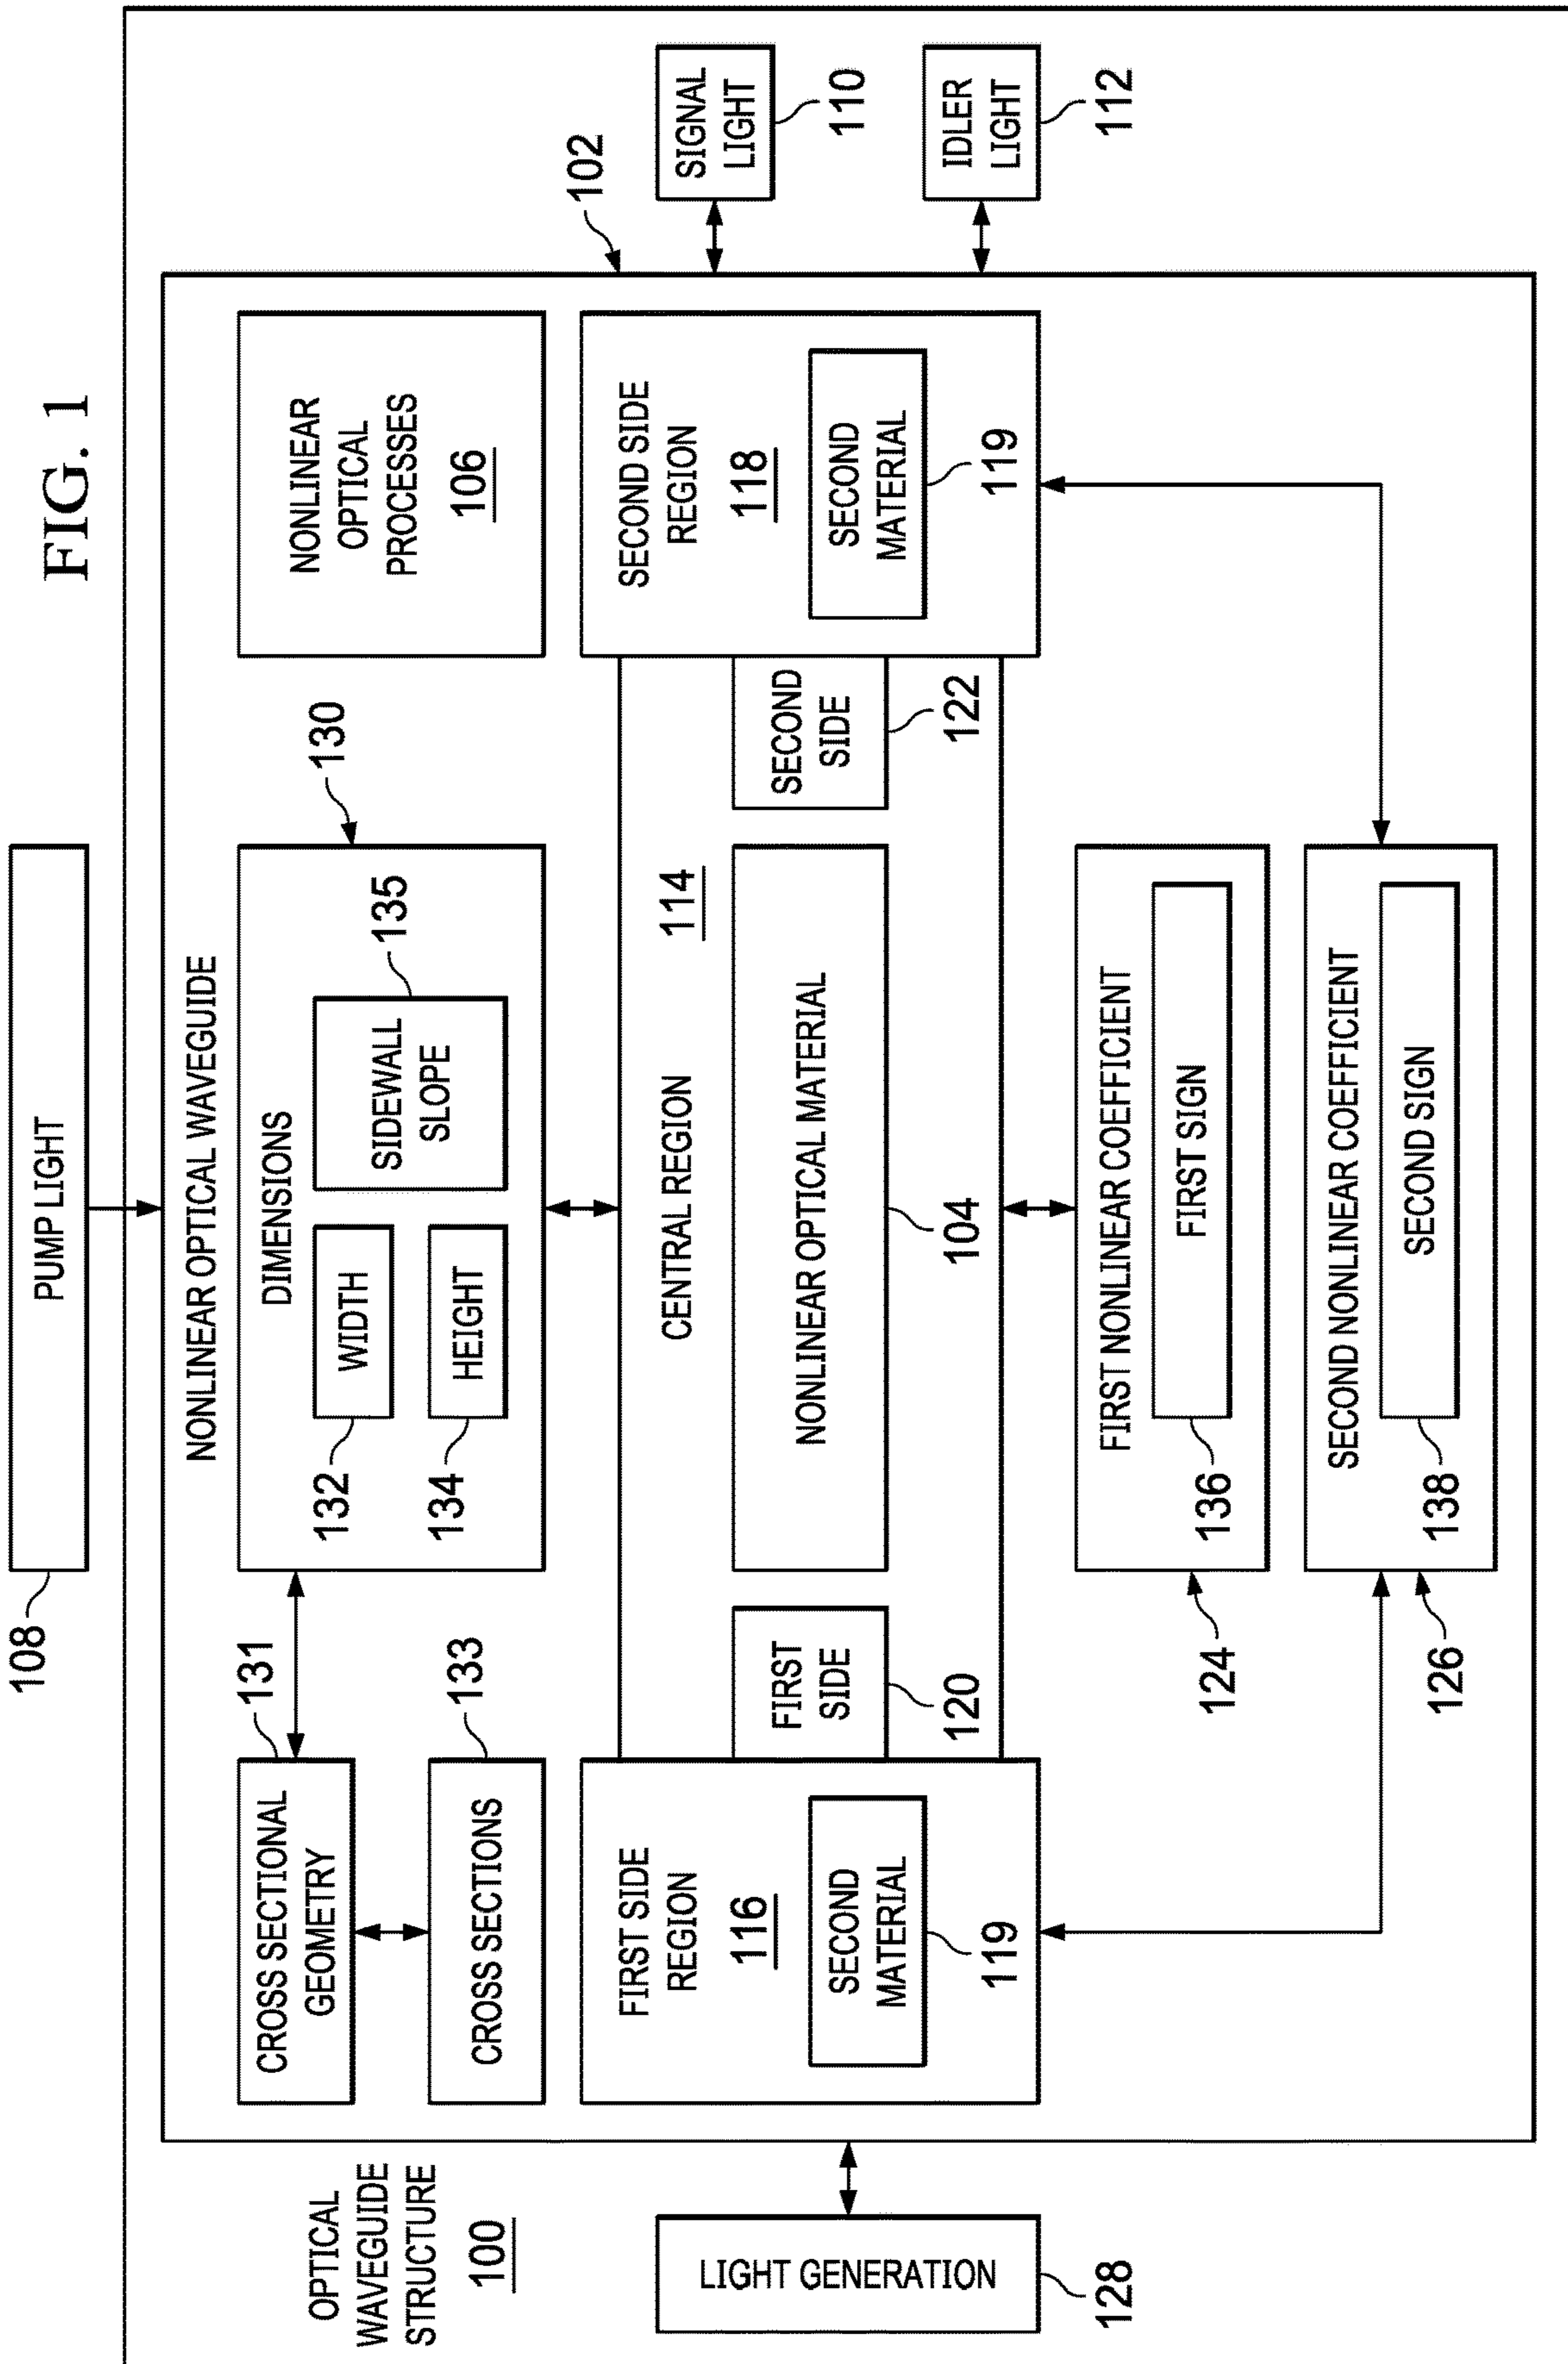 FIG. 1
108
PUMP LIGHT
OPTICAL
WAVEGUIDE
STRUCTURE
100
NONLINEAR OPTICAL WAVEGUIDE
102
CROSS SECTIONAL
GEOMETRY
131
CROSS SECTIONS
133
DIMENSIONS
130
WIDTH
132
HEIGHT
134
SIDEWALL
SLOPE
135
NONLINEAR
OPTICAL
PROCESSES
106
FIRST SIDE
REGION
116
SECOND
MATERIAL
119
FIRST
SIDE
120
CENTRAL REGION
114
NONLINEAR OPTICAL MATERIAL
104
SECOND
SIDE
122
SECOND SIDE
REGION
118
SECOND
MATERIAL
119
SIGNAL
LIGHT
110
IDLER
LIGHT
112
LIGHT GENERATION
128
FIRST NONLINEAR COEFFICIENT
FIRST SIGN
136
124
SECOND NONLINEAR COEFFICIENT
SECOND SIGN
138
126